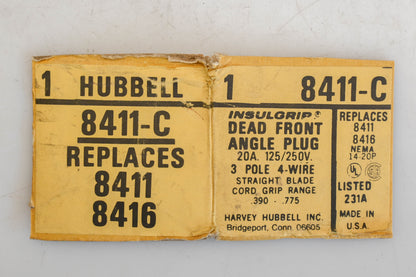 1 HUBBELL
8411-C
REPLACES
8411
8416
1 8411-C
INSULGRIP®
DEAD FRONT
ANGLE PLUG
20A. 125/250V.
3 POLE 4-WIRE
STRAIGHT BLADE
CORD GRIP RANGE
.390 - .775
HARVEY HUBBELL INC.
Bridgeport, Conn. 06605
REPLACES
8411
8416
NEMA
14-20P
UL
LISTED
231A
MADE IN
U.S.A.